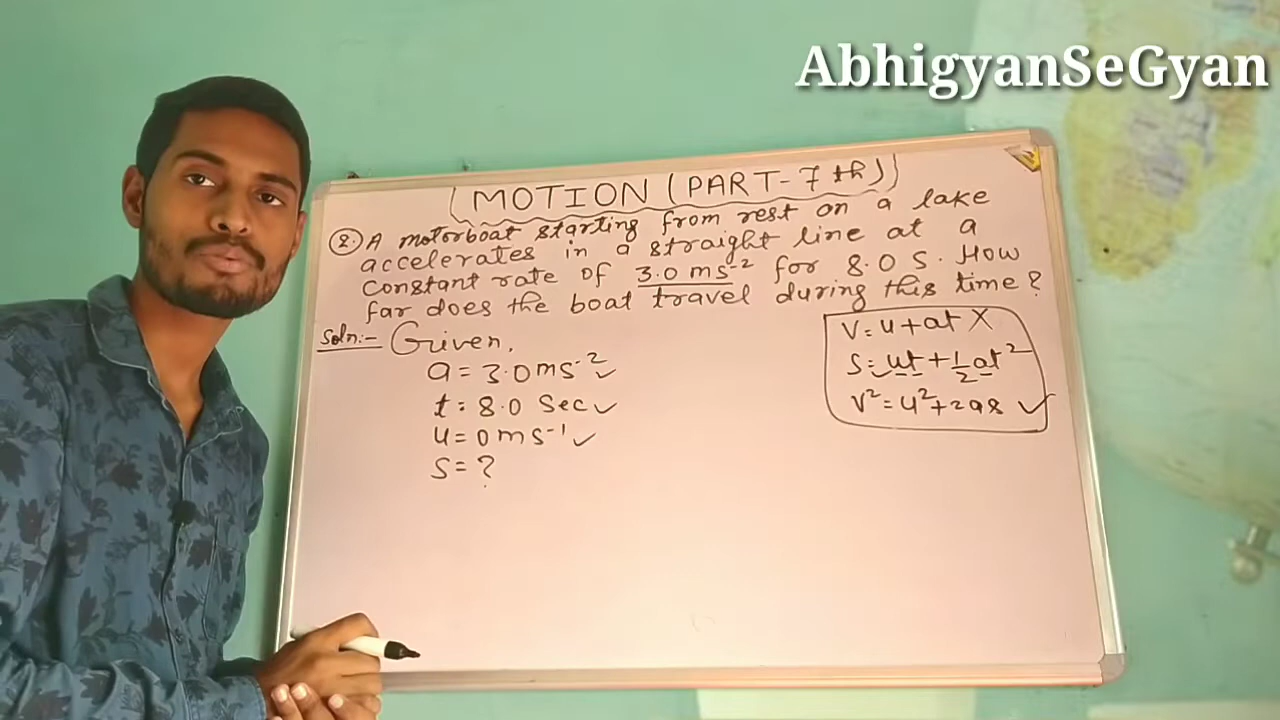 AbhigyanSeGyan
MOTION (PART-7th)
2. A motorboat starting from rest on a lake
accelerates in a straight line at a
constant rate of 3.0 ms⁻² for 8.0 s. How
far does the boat travel during this time?
Soln:- Given,
a = 3.0 ms⁻² ✓
t = 8.0 Sec ✓
u = 0 ms⁻¹ ✓
S = ?
V = u + at X
S = ut + 1/2 at²
V² = u² + 2as ✓